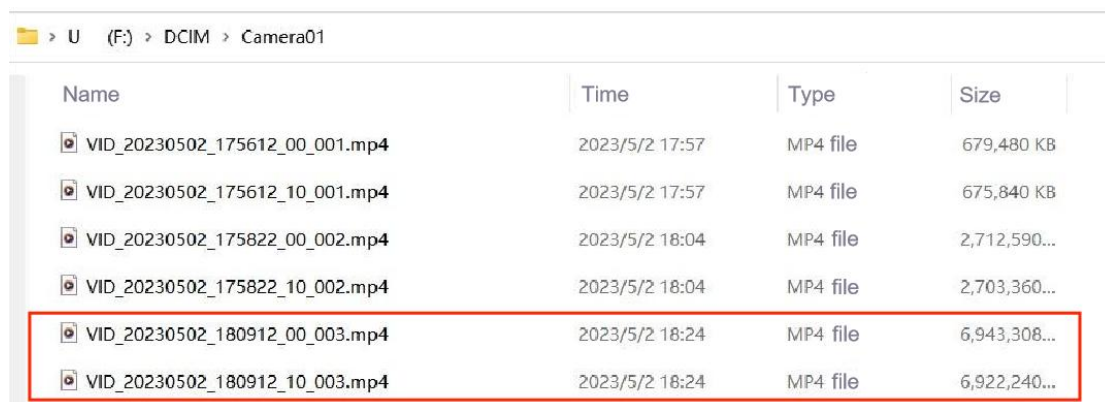 > U (F:) > DCIM > Camera01
Name Time Type Size
VID_20230502_175612_00_001.mp4 2023/5/2 17:57 MP4 file 679,480 KB
VID_20230502_175612_10_001.mp4 2023/5/2 17:57 MP4 file 675,840 KB
VID_20230502_175822_00_002.mp4 2023/5/2 18:04 MP4 file 2,712,590...
VID_20230502_175822_10_002.mp4 2023/5/2 18:04 MP4 file 2,703,360...
VID_20230502_180912_00_003.mp4 2023/5/2 18:24 MP4 file 6,943,308...
VID_20230502_180912_10_003.mp4 2023/5/2 18:24 MP4 file 6,922,240...